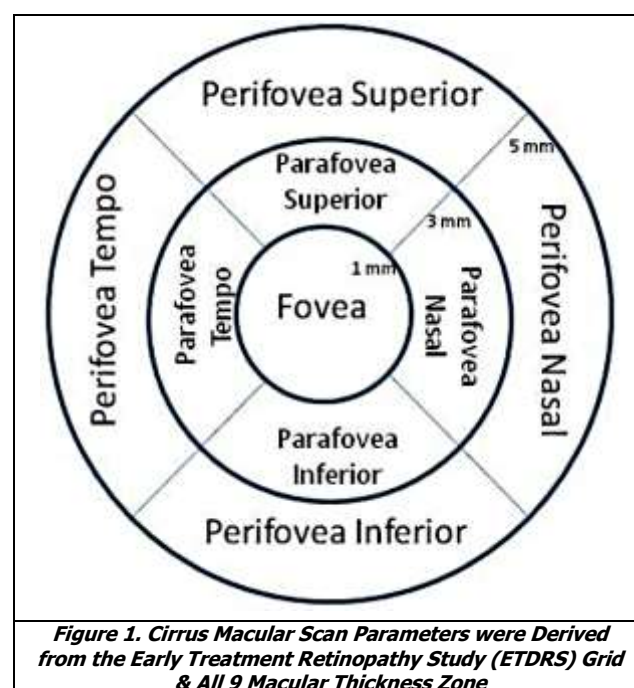 Perifovea Superior
5 mm
Parafovea
Superior
3 mm
1 mm
Perifovea Tempo
Parafovea
Tempo
Fovea
Parafovea
Nasal
Perifovea Nasal
Parafovea
Inferior
Perifovea Inferior
Figure 1. Cirrus Macular Scan Parameters were Derived
from the Early Treatment Retinopathy Study (ETDRS) Grid
& All 9 Macular Thickness Zone